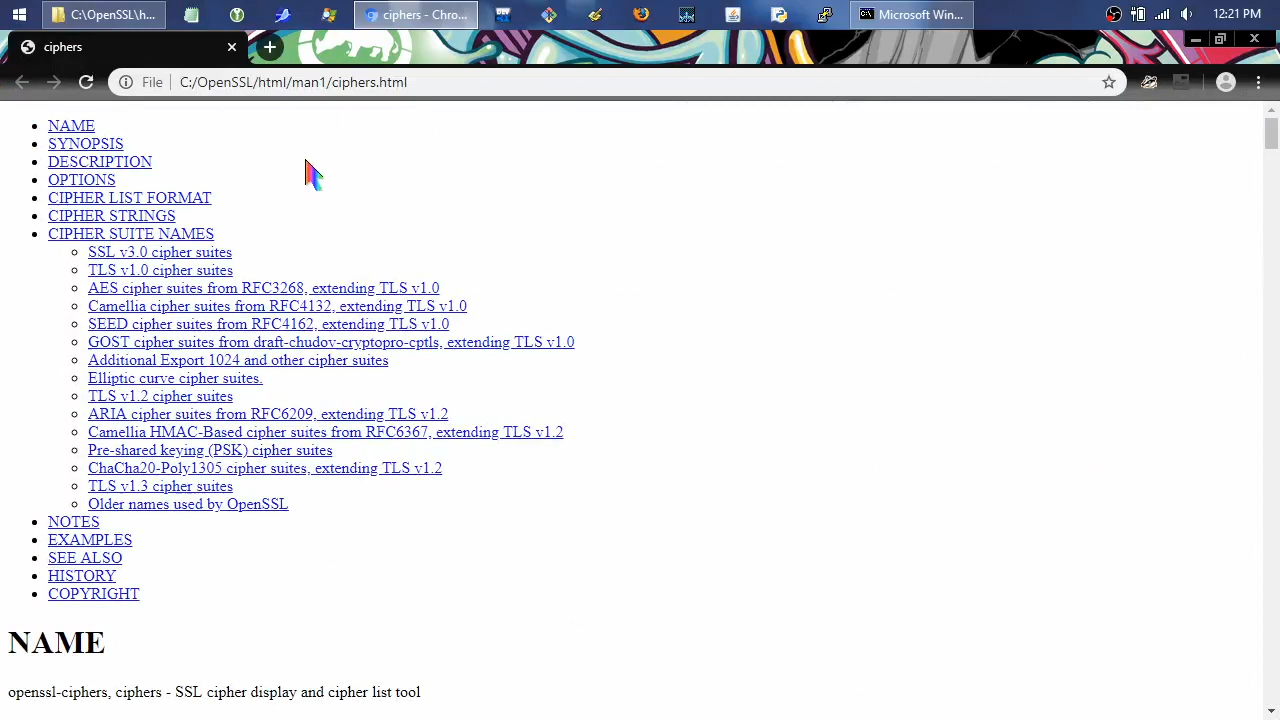 C:\OpenSSL\h...
ciphers - Chro...
Microsoft Win...
12:21 PM
ciphers
File
C:/OpenSSL/html/man1/ciphers.html
NAME
SYNOPSIS
DESCRIPTION
OPTIONS
CIPHER LIST FORMAT
CIPHER STRINGS
CIPHER SUITE NAMES
SSL v3.0 cipher suites
TLS v1.0 cipher suites
AES cipher suites from RFC3268, extending TLS v1.0
Camellia cipher suites from RFC4132, extending TLS v1.0
SEED cipher suites from RFC4162, extending TLS v1.0
GOST cipher suites from draft-chudov-cryptopro-cptls, extending TLS v1.0
Additional Export 1024 and other cipher suites
Elliptic curve cipher suites.
TLS v1.2 cipher suites
ARIA cipher suites from RFC6209, extending TLS v1.2
Camellia HMAC-Based cipher suites from RFC6367, extending TLS v1.2
Pre-shared keying (PSK) cipher suites
ChaCha20-Poly1305 cipher suites, extending TLS v1.2
TLS v1.3 cipher suites
Older names used by OpenSSL
NOTES
EXAMPLES
SEE ALSO
HISTORY
COPYRIGHT
NAME
openssl-ciphers, ciphers - SSL cipher display and cipher list tool